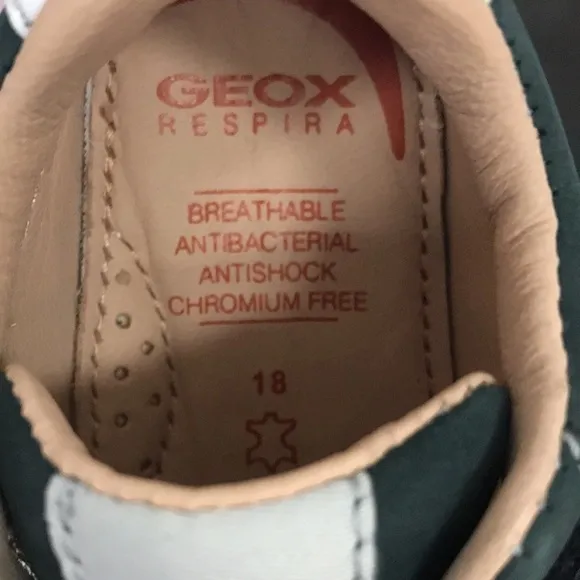 GEOX
RESPIRA
BREATHABLE
ANTIBACTERIAL
ANTISHOCK
CHROMIUM FREE
18